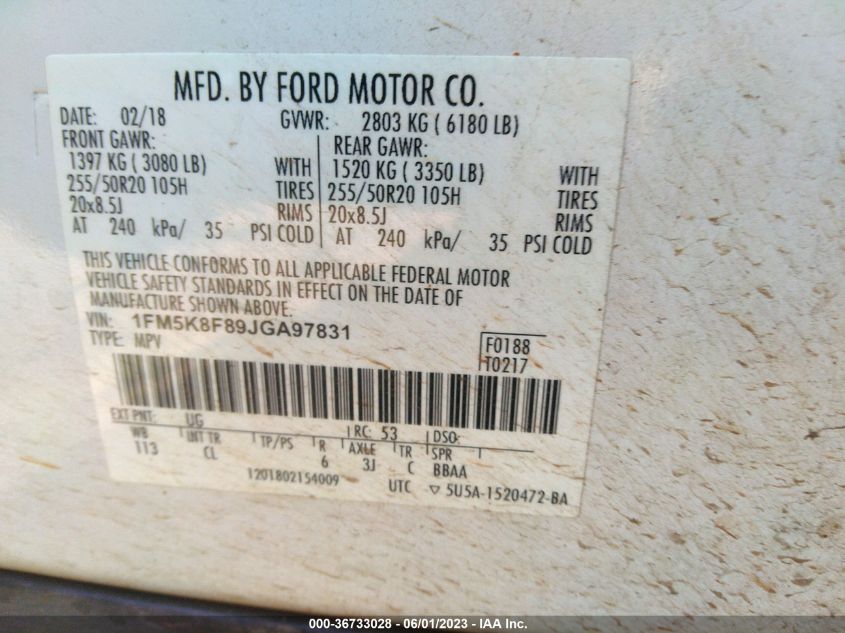 MFD. BY FORD MOTOR CO.
DATE: 02/18 GVWR: 2803 KG ( 6180 LB)
FRONT GAWR: REAR GAWR:
1397 KG ( 3080 LB) WITH 1520 KG ( 3350 LB) WITH
255/50R20 105H TIRES 255/50R20 105H TIRES
20x8.5J RIMS 20x8.5J RIMS
AT 240 kPa/ 35 PSI COLD AT 240 kPa/ 35 PSI COLD
THIS VEHICLE CONFORMS TO ALL APPLICABLE FEDERAL MOTOR
VEHICLE SAFETY STANDARDS IN EFFECT ON THE DATE OF
MANUFACTURE SHOWN ABOVE.
VIN: 1FM5K8F89JGA97831
TYPE: MPV
F0188
T0217
EXT PNT: UG RC: 53 DSO:
WB INT TR TP/PS R AXLE TR SPR
113 CL 6 3J C BBAA
1201802154009
UTC ▽ 5U5A-1520472-BA
000-36733028 - 06/01/2023 - IAA Inc.